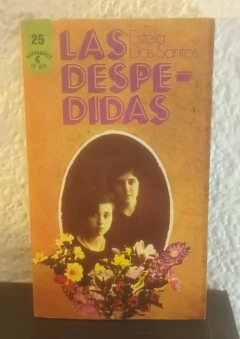 25
LAS
DESPE-
DIDAS
Estela
Dos Santos